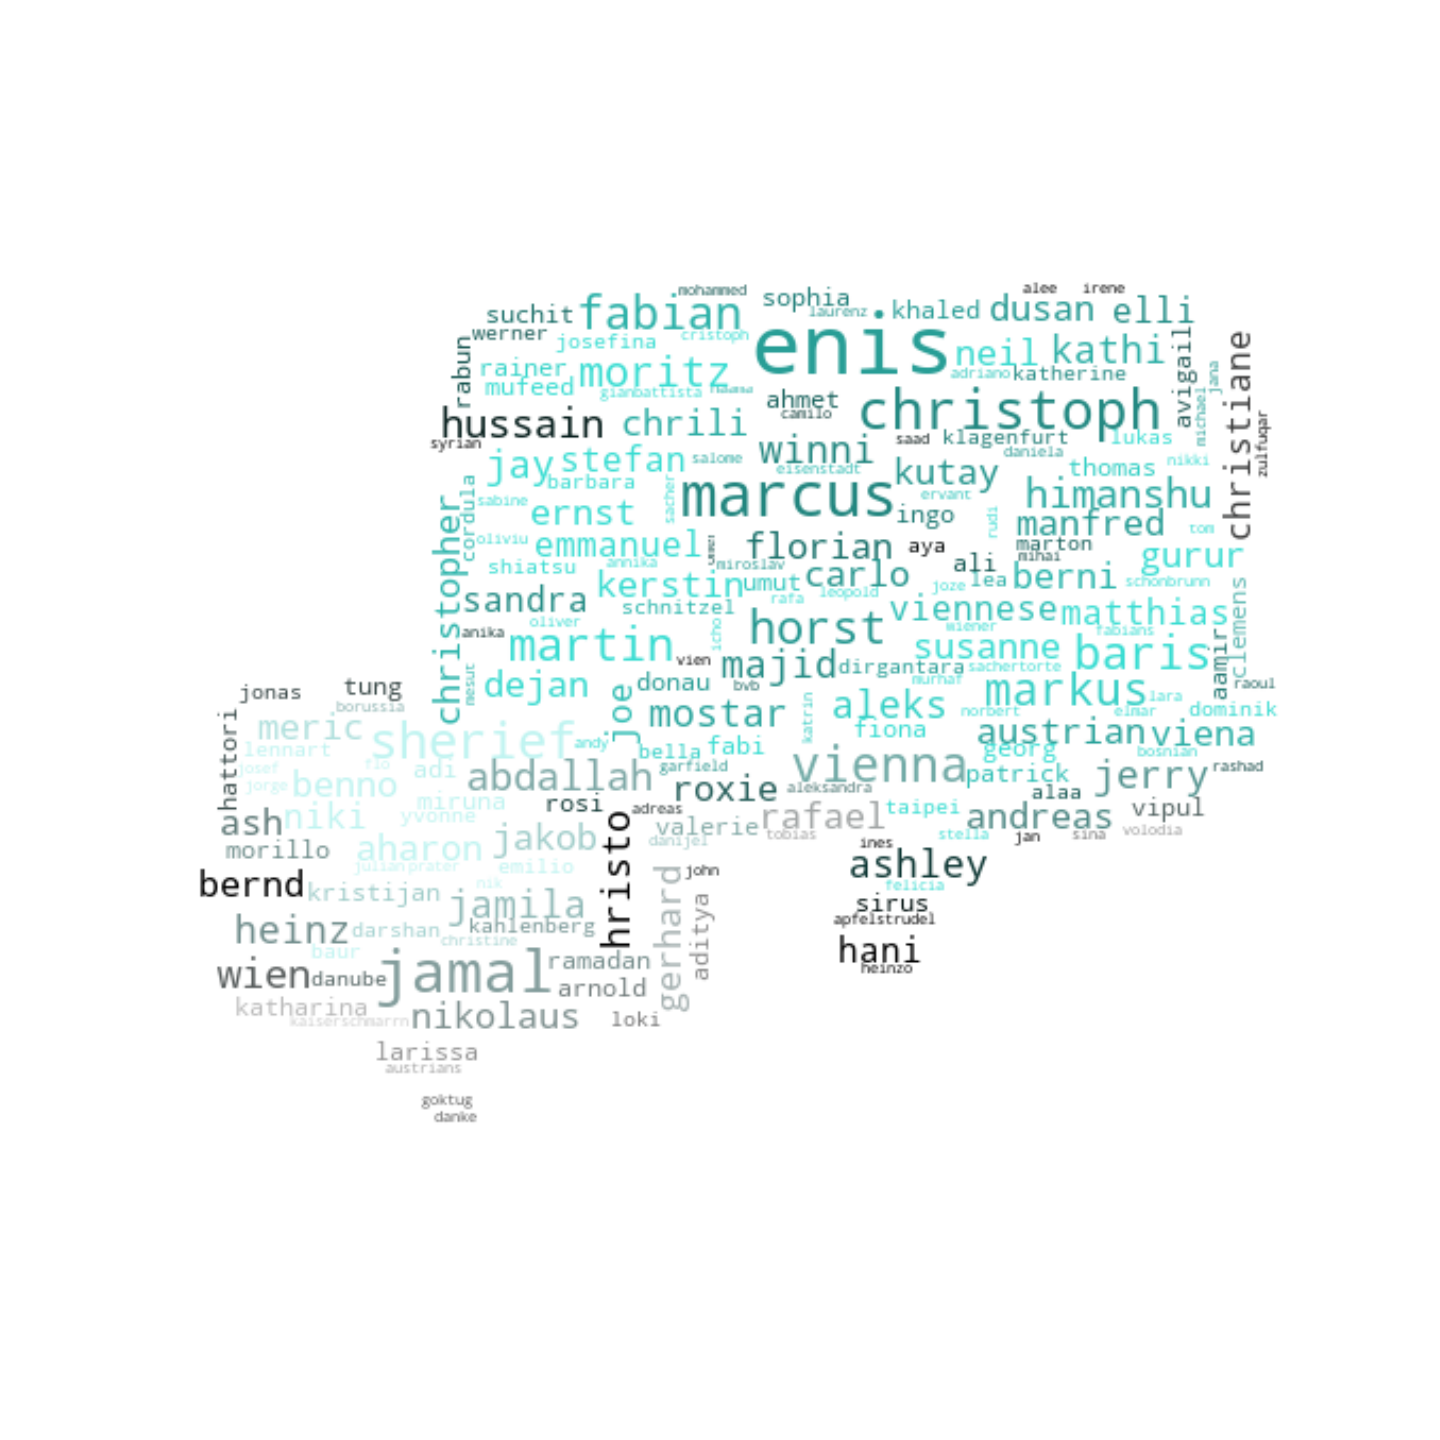 mohammed
alee
irene
fabian
sophia
laurenz
khaled
dusan
elli
suchit
werner
josefina
cristoph
enis
neil
kathi
avigail
christiane
rabun
rainer
mufeed
moritz
gianbattista
naama
adriano
katherine
jana
michael
ahmet
camilo
christoph
hussain
syrian
chrili
winni
saad
klagenfurt
daniela
lukas
zulfuqar
jay
stefan
barbara
salome
eisenstadt
kutay
thomas
nikki
christopher
cordula
sabine
sacher
marcus
ervant
himanshu
ernst
ingo
rudi
manfred
tom
oliviu
emmanuel
florian
aya
marton
mihai
gurur
shiatsu
annika
miroslav
carlo
ali
lea
berni
schonbrunn
kerstin
umut
leopold
joze
clemens
sandra
schnitzel
rafa
viennese
matthias
oliver
anika
icho
horst
wiener
fabians
martin
vien
majid
dirgantara
susanne
sachertorte
baris
aamir
mesut
dejan
donau
bvb
murhaf
markus
lara
raoul
jonas
tung
borussia
joe
mostar
katrin
aleks
norbert
elmar
dominik
hattori
meric
lennart
sherief
andy
bella
fabi
fiona
austrian
georg
viena
bosnian
josef
flo
adi
abdallah
garfield
vienna
patrick
jerry
rashad
jorge
benno
miruna
rosi
adreas
roxie
aleksandra
alaa
vipul
ash
niki
yvonne
hristo
valerie
rafael
taipei
andreas
volodia
morillo
aharon
jakob
danijel
tobias
stella
jan
sina
ines
julian
prater
emilio
john
ashley
bernd
kristijan
nik
gerhard
felicia
jamila
aditya
sirus
heinz
darshan
kahlenberg
christine
apfelstrudel
baur
hani
heinzo
wien
danube
jamal
ramadan
arnold
katharina
kaiserschmarrn
nikolaus
loki
larissa
austrians
goktug
danke